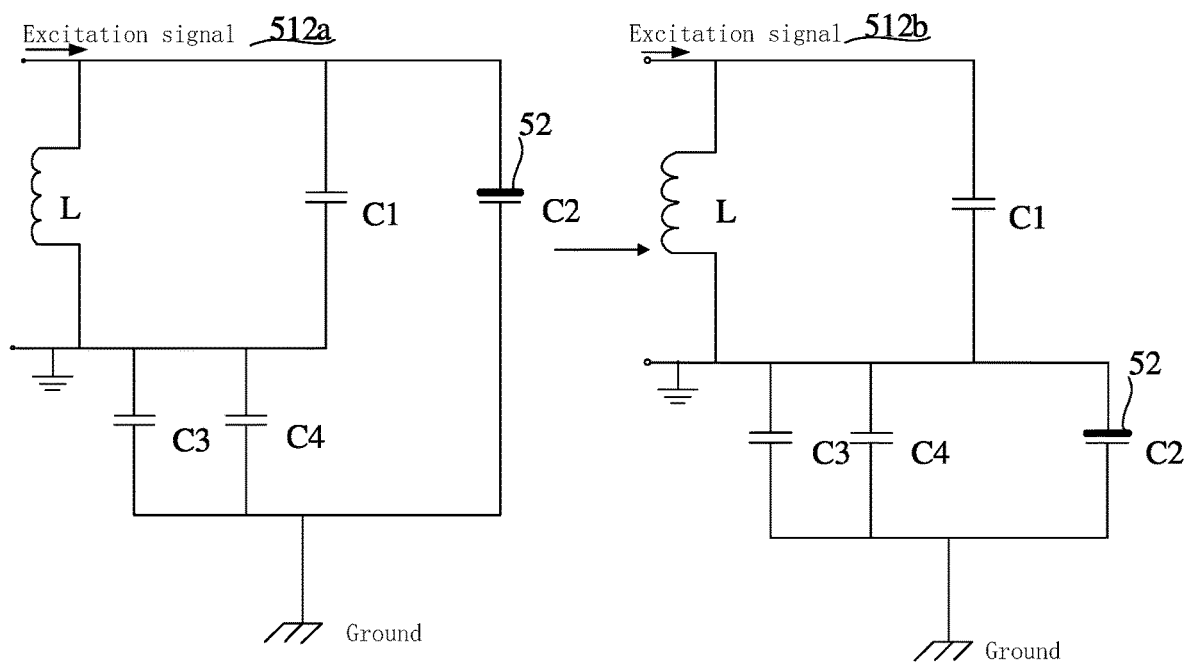 Excitation signal 512a
52
L
C1
C2
C3
C4
Ground
Excitation signal 512b
L
C1
52
C3
C4
C2
Ground